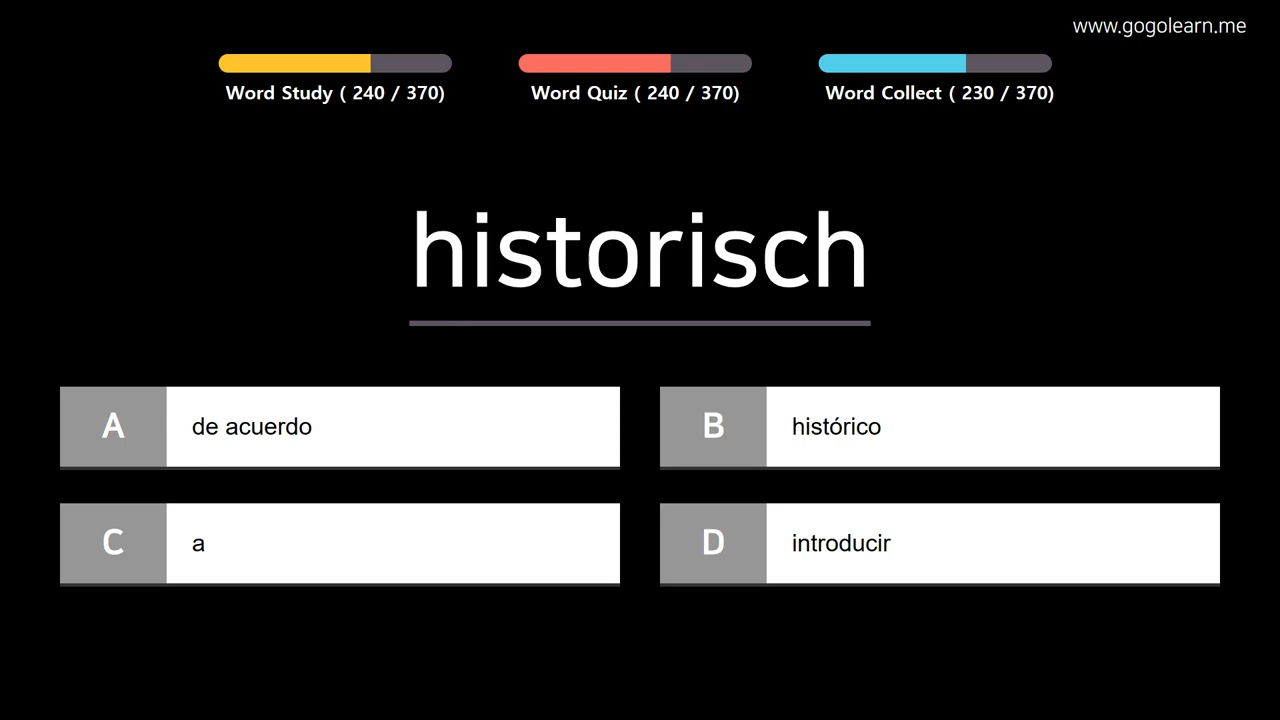 www.gogolearn.me
Word Study ( 240 / 370)
Word Quiz ( 240 / 370)
Word Collect ( 230 / 370)
historisch
A de acuerdo
B histórico
C a
D introducir